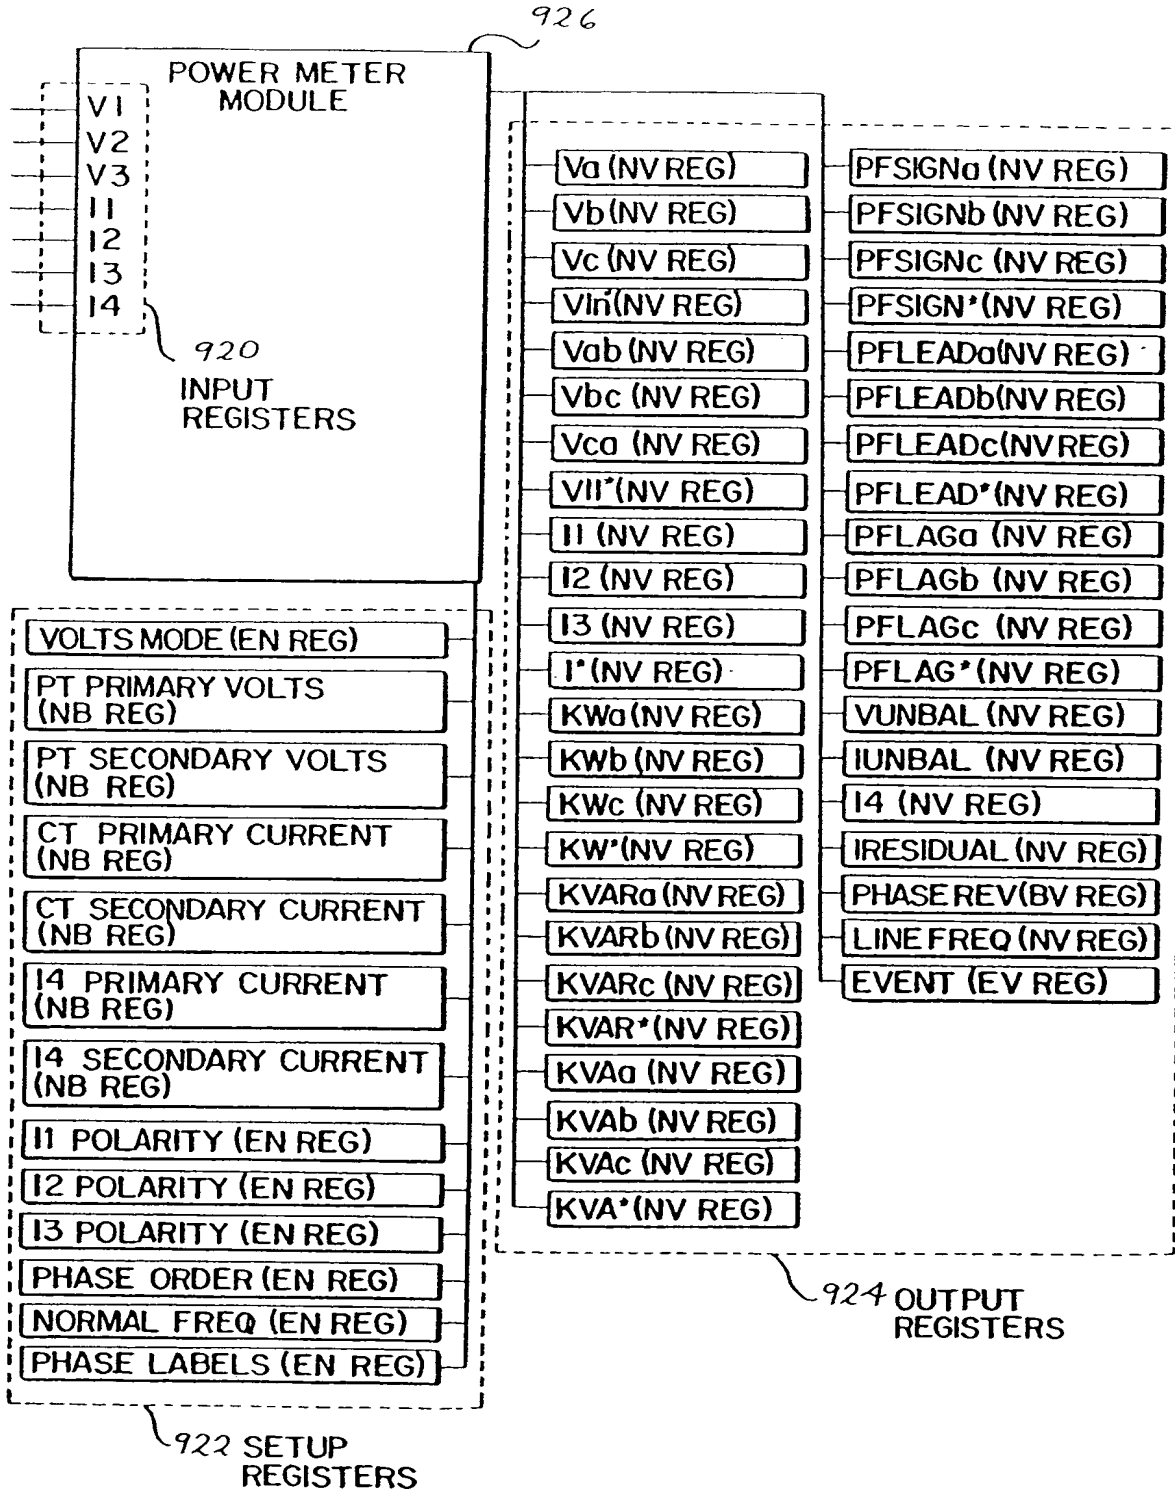 926
POWER METER
MODULE
V1
V2
V3
I1
I2
I3
I4
920
INPUT
REGISTERS
VOLTS MODE (EN REG)
PT PRIMARY VOLTS
(NB REG)
PT SECONDARY VOLTS
(NB REG)
CT PRIMARY CURRENT
(NB REG)
CT SECONDARY CURRENT
(NB REG)
I4 PRIMARY CURRENT
(NB REG)
I4 SECONDARY CURRENT
(NB REG)
I1 POLARITY (EN REG)
I2 POLARITY (EN REG)
I3 POLARITY (EN REG)
PHASE ORDER (EN REG)
NORMAL FREQ (EN REG)
PHASE LABELS (EN REG)
922 SETUP
REGISTERS
Va (NV REG)
Vb (NV REG)
Vc (NV REG)
Vln* (NV REG)
Vab (NV REG)
Vbc (NV REG)
Vca (NV REG)
Vll* (NV REG)
I1 (NV REG)
I2 (NV REG)
I3 (NV REG)
I* (NV REG)
KWa (NV REG)
KWb (NV REG)
KWc (NV REG)
KW* (NV REG)
KVARa (NV REG)
KVARb (NV REG)
KVARc (NV REG)
KVAR* (NV REG)
KVAa (NV REG)
KVAb (NV REG)
KVAc (NV REG)
KVA* (NV REG)
PFSIGNa (NV REG)
PFSIGNb (NV REG)
PFSIGNc (NV REG)
PFSIGN* (NV REG)
PFLEADa (NV REG)
PFLEADb (NV REG)
PFLEADc (NV REG)
PFLEAD* (NV REG)
PFLAGa (NV REG)
PFLAGb (NV REG)
PFLAGc (NV REG)
PFLAG* (NV REG)
VUNBAL (NV REG)
IUNBAL (NV REG)
I4 (NV REG)
IRESIDUAL (NV REG)
PHASE REV (BV REG)
LINE FREQ (NV REG)
EVENT (EV REG)
924 OUTPUT
REGISTERS